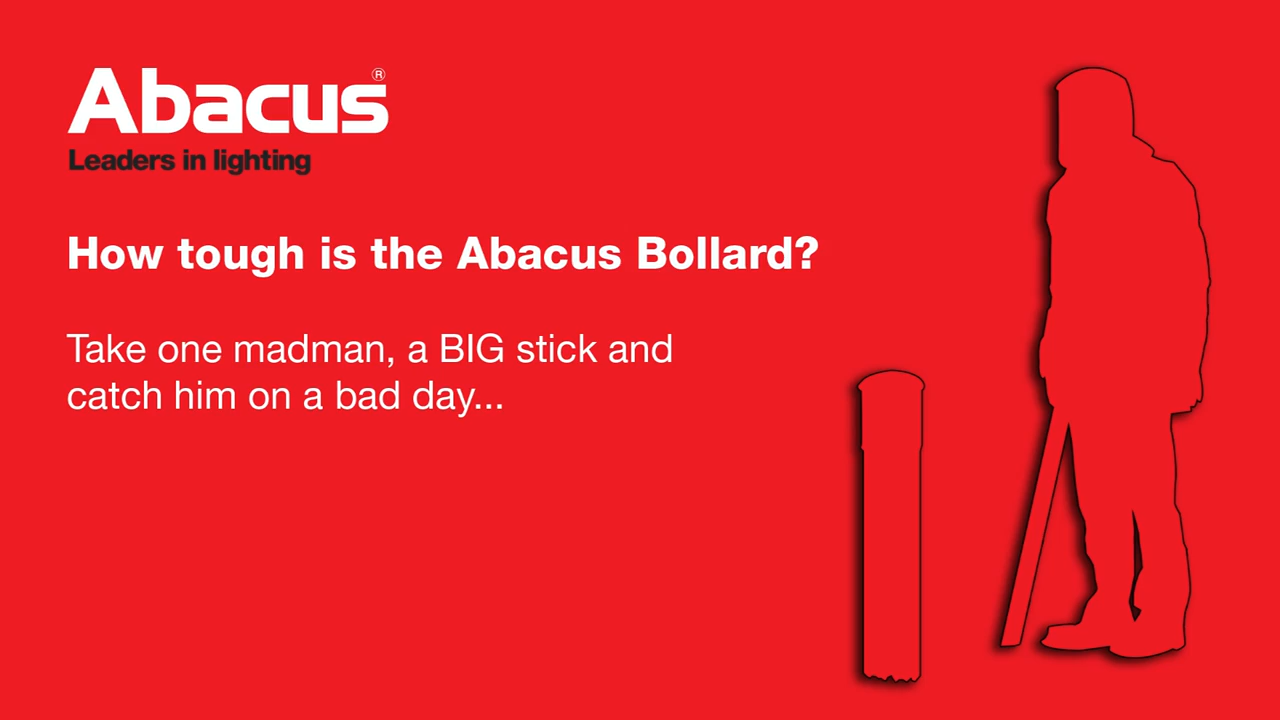 Abacus®
Leaders in lighting
How tough is the Abacus Bollard?
Take one madman, a BIG stick and
catch him on a bad day...